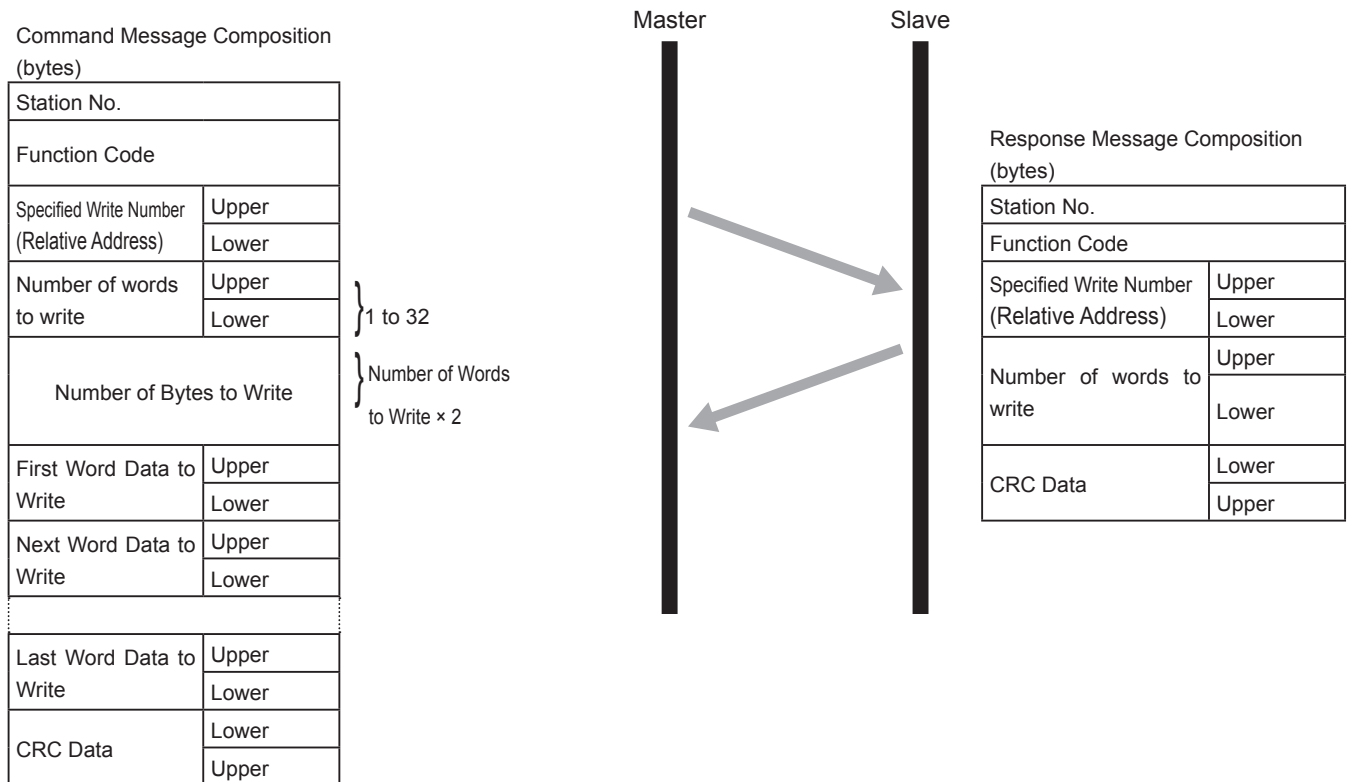 Master
Slave
Command Message Composition
(bytes)
Station No.
Function Code
Specified Write Number
(Relative Address)
Upper
Lower
Number of words
to write
Upper
Lower
1 to 32
Number of Bytes to Write
Number of Words
to Write × 2
First Word Data to
Write
Upper
Lower
Next Word Data to
Write
Upper
Lower
Last Word Data to
Write
Upper
Lower
CRC Data
Lower
Upper
Response Message Composition
(bytes)
Station No.
Function Code
Specified Write Number
(Relative Address)
Upper
Lower
Number of words to
write
Upper
Lower
CRC Data
Lower
Upper